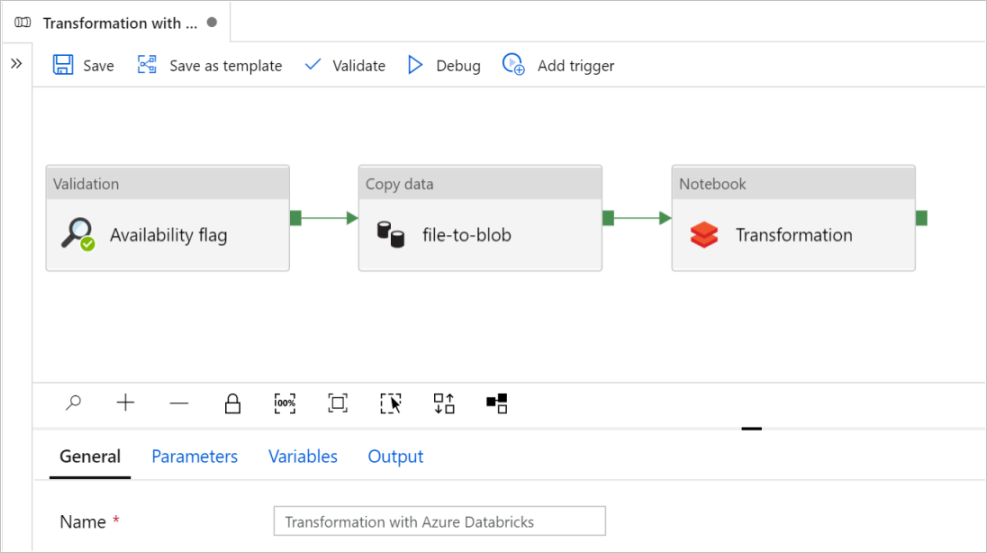 Transformation with ...
Save Save as template Validate Debug Add trigger
Validation Copy data Notebook
Availability flag file-to-blob Transformation
100%
General Parameters Variables Output
Name * Transformation with Azure Databricks